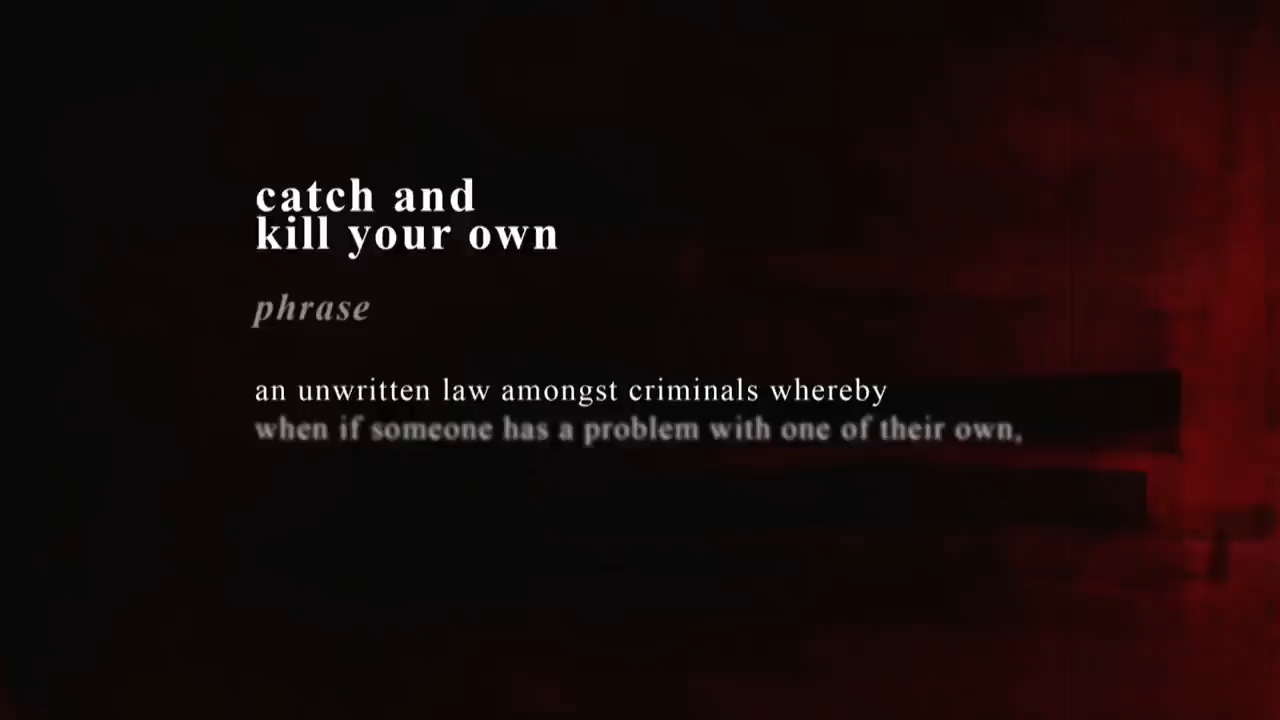 catch and
kill your own
phrase
an unwritten law amongst criminals whereby
when if someone has a problem with one of their own,